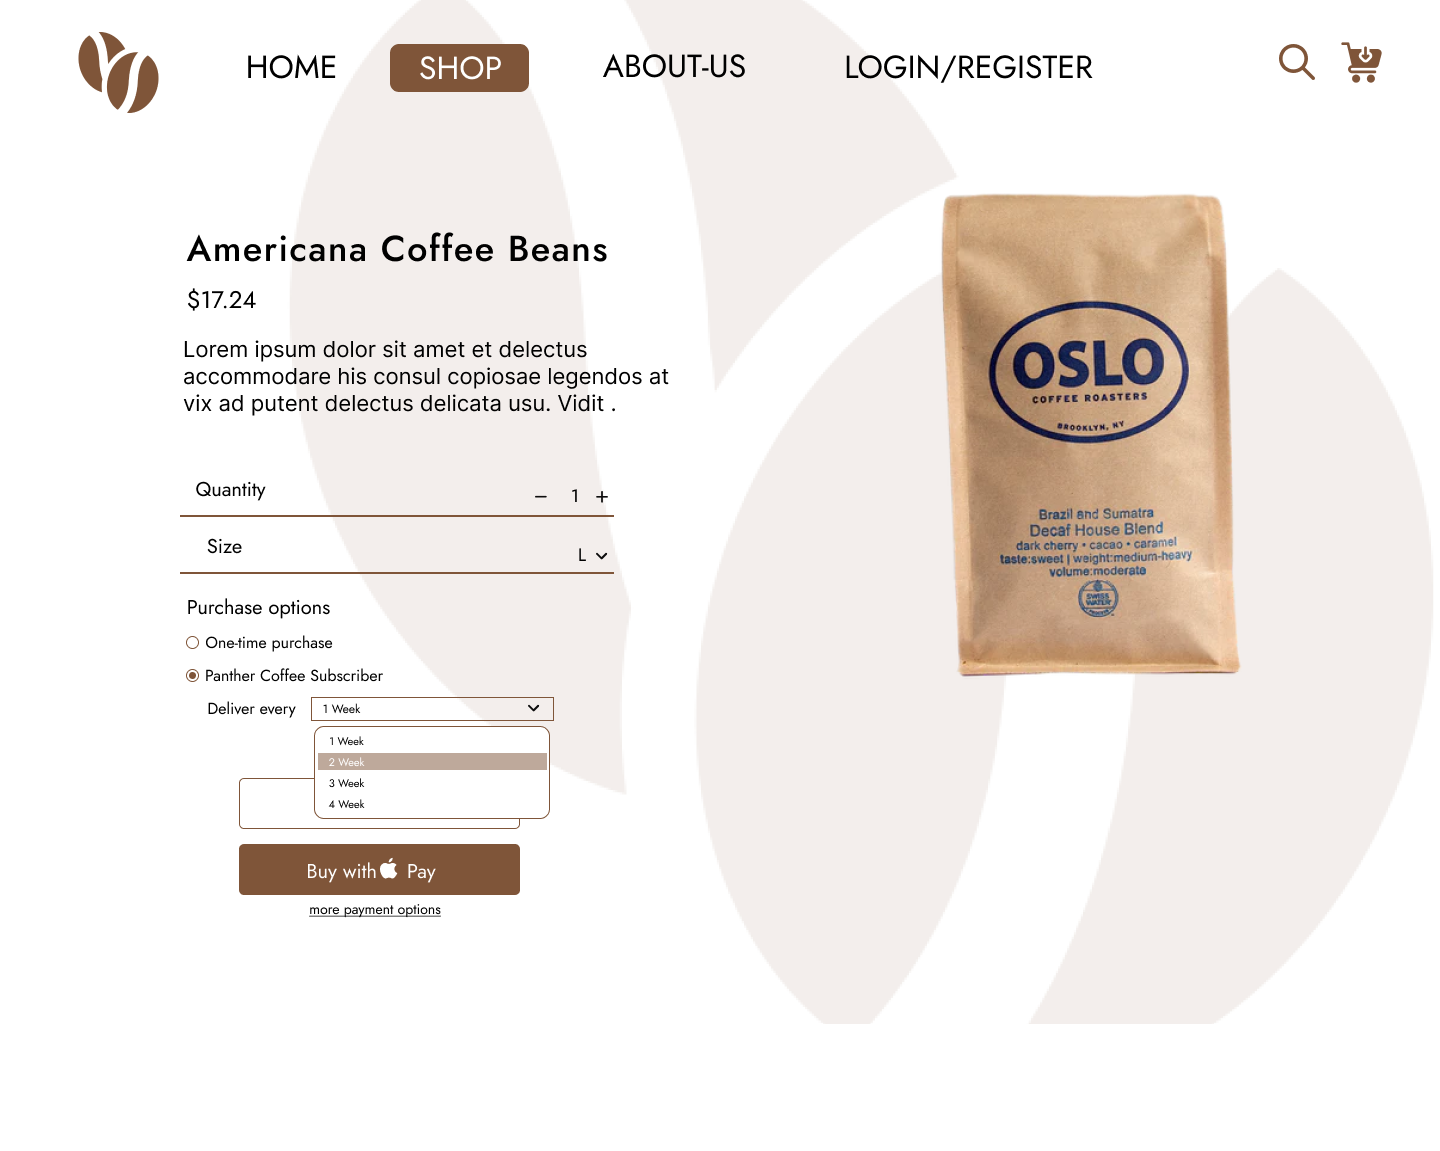 HOME
SHOP
ABOUT-US
LOGIN/REGISTER
Americana Coffee Beans
$17.24
Lorem ipsum dolor sit amet et delectus
accommodare his consul copiosae legendos at
vix ad putent delectus delicata usu. Vidit .
Quantity
− 1 +
Size
L
Purchase options
One-time purchase
Panther Coffee Subscriber
Deliver every
1 Week
1 Week
2 Week
3 Week
4 Week
Buy with Pay
more payment options
OSLO
COFFEE ROASTERS
BROOKLYN, NY
Brazil and Sumatra
Decaf House Blend
dark cherry • cacao • caramel
taste:sweet | weight:medium-heavy
volume:moderate
SWISS
WATER